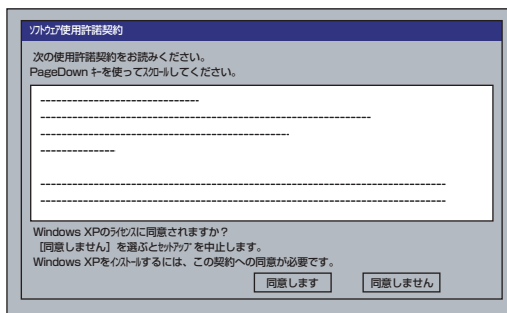 ソフトウェア使用許諾契約
次の使用許諾契約をお読みください。
PageDown キーを使ってスクロールしてください。
Windows XPのライセンスに同意されますか？
［同意しません］を選ぶとセットアップを中止します。
Windows XPをインストールするには、この契約への同意が必要です。
同意します 同意しません